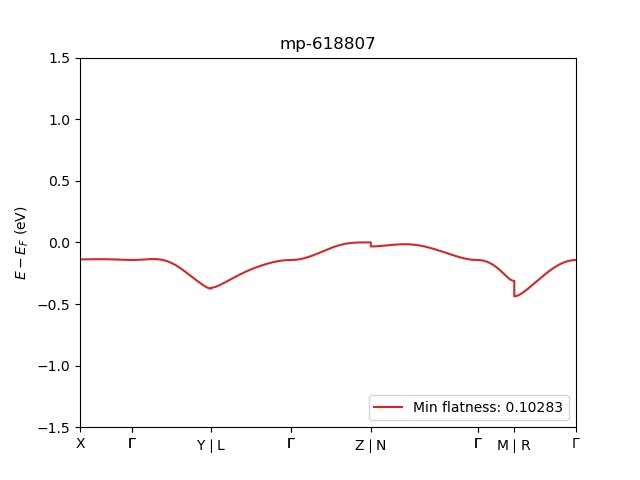 mp-618807
E − E_F (eV)
1.5
1.0
0.5
0.0
−0.5
−1.0
−1.5
Min flatness: 0.10283
X Γ Y | L Γ Z | N Γ M | R Γ